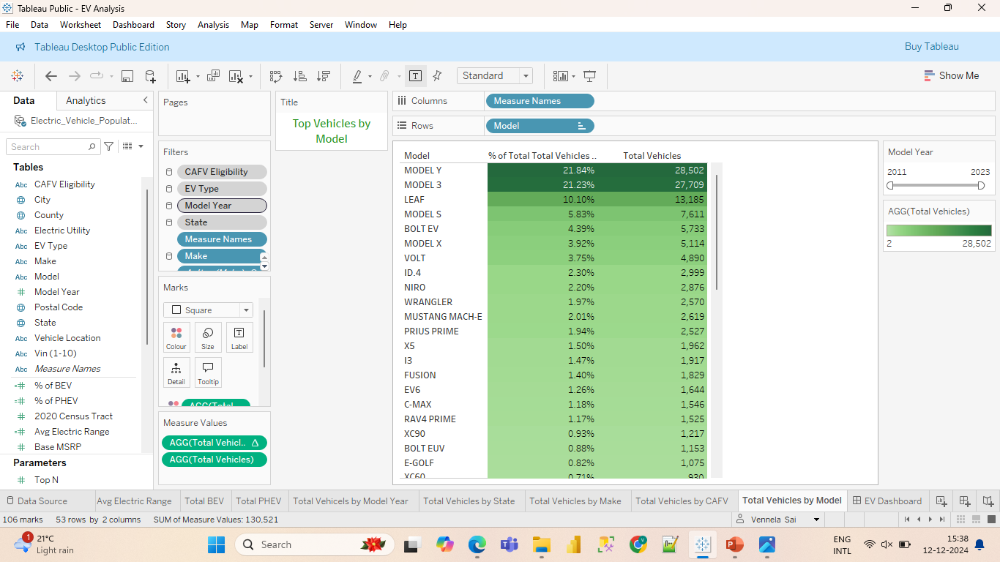 Tableau Public - EV Analysis
File Data Worksheet Dashboard Story Analysis Map Format Server Window Help
Tableau Desktop Public Edition
Buy Tableau
Standard
Show Me
Data
Analytics
Electric_Vehicle_Populat...
Search
Tables
Abc CAFV Eligibility
City
County
Abc Electric Utility
Abc EV Type
Abc Make
Abc Model
# Model Year
Postal Code
State
Abc Vehicle Location
Abc Vin (1-10)
Abc Measure Names
=# % of BEV
=# % of PHEV
# 2020 Census Tract
=# Avg Electric Range
# Base MSRP
Parameters
# Top N
Pages
Filters
CAFV Eligibility
EV Type
Model Year
State
Measure Names
Make
Marks
Square
Colour Size Label
Detail Tooltip
AGG(Total
Measure Values
AGG(Total Vehicl.. Δ
AGG(Total Vehicles)
Title
Top Vehicles by
Model
Columns Measure Names
Rows Model
Model % of Total Total Vehicles .. Total Vehicles
MODEL Y 21.84% 28,502
MODEL 3 21.23% 27,709
LEAF 10.10% 13,185
MODEL S 5.83% 7,611
BOLT EV 4.39% 5,733
MODEL X 3.92% 5,114
VOLT 3.75% 4,890
ID.4 2.30% 2,999
NIRO 2.20% 2,876
WRANGLER 1.97% 2,570
MUSTANG MACH-E 2.01% 2,619
PRIUS PRIME 1.94% 2,527
X5 1.50% 1,962
I3 1.47% 1,917
FUSION 1.40% 1,829
EV6 1.26% 1,644
C-MAX 1.18% 1,546
RAV4 PRIME 1.17% 1,525
XC90 0.93% 1,217
BOLT EUV 0.88% 1,153
E-GOLF 0.82% 1,075
XC60 0.71% 930
Model Year
2011 2023
AGG(Total Vehicles)
2 28,502
Data Source Avg Electric Range Total BEV Total PHEV Total Vehicels by Model Year Total Vehicles by State Total Vehicles by Make Total Vehicles by CAFV Total Vehicles by Model EV Dashboard
106 marks 53 rows by 2 columns SUM of Measure Values: 130,521
Vennela Sai
1
21°C
Light rain
Search
ENG
INTL
15:38
12-12-2024